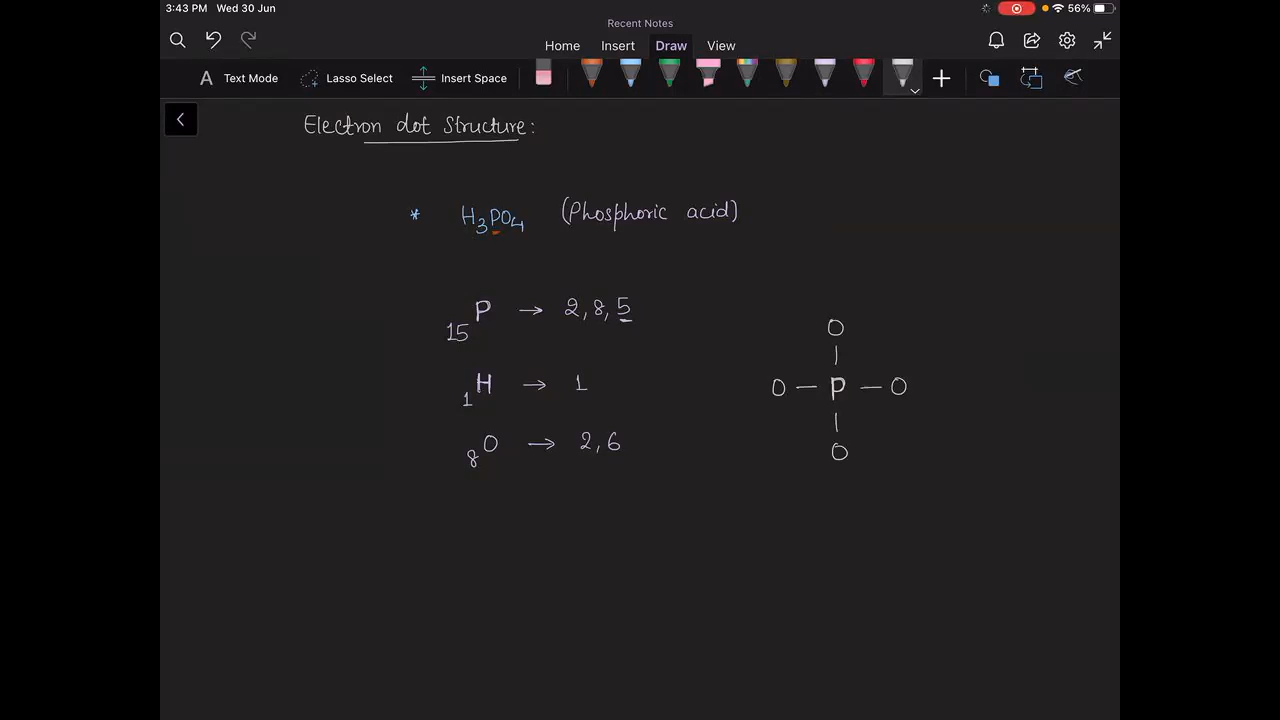 3:43 PM Wed 30 Jun
56%
Recent Notes
Home Insert Draw View
Text Mode Lasso Select Insert Space
Electron dot Structure:
* H3PO4 (Phosphoric acid)
15P → 2,8,5
1H → 1
8O → 2,6
O
|
O — P — O
|
O